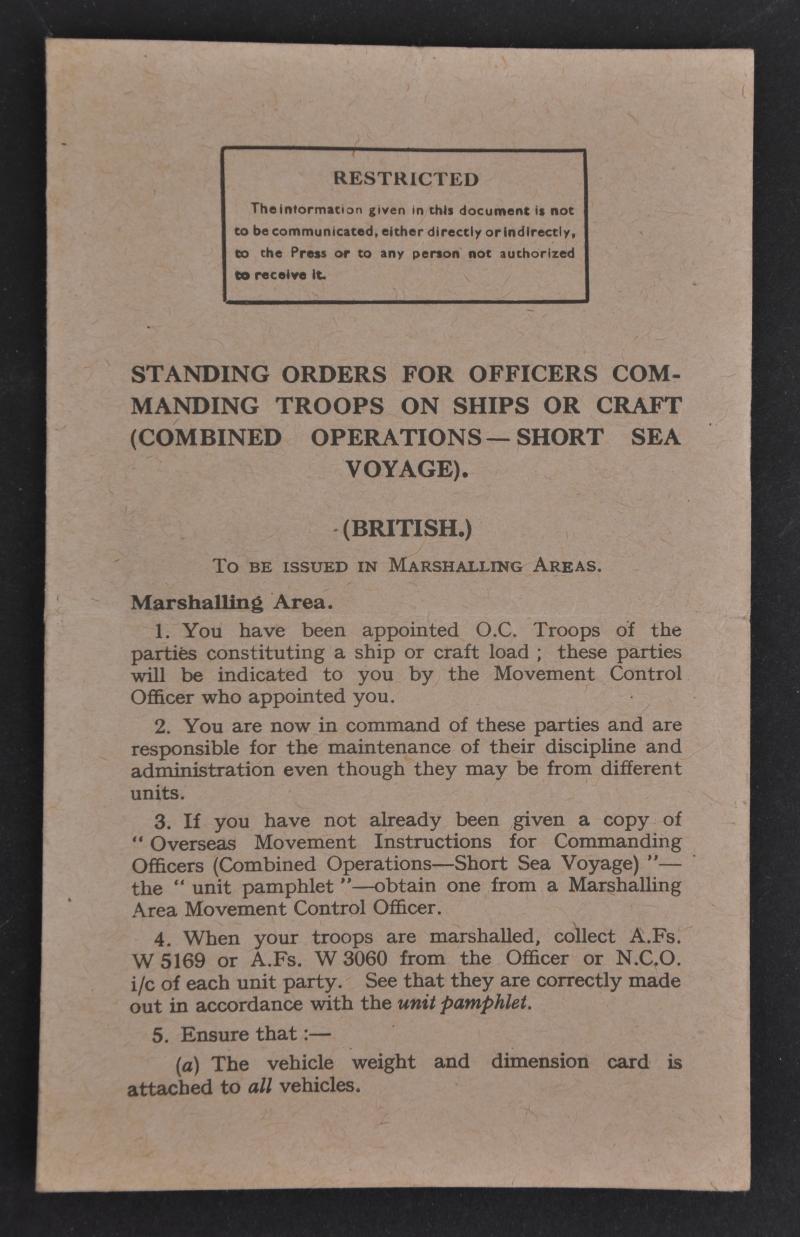 RESTRICTED
The information given in this document is not
to be communicated, either directly or indirectly,
to the Press or to any person not authorized
to receive it.
STANDING ORDERS FOR OFFICERS COM-
MANDING TROOPS ON SHIPS OR CRAFT
(COMBINED OPERATIONS—SHORT SEA
VOYAGE).
(BRITISH.)
To be issued in Marshalling Areas.
Marshalling Area.
1. You have been appointed O.C. Troops of the
parties constituting a ship or craft load ; these parties
will be indicated to you by the Movement Control
Officer who appointed you.
2. You are now in command of these parties and are
responsible for the maintenance of their discipline and
administration even though they may be from different
units.
3. If you have not already been given a copy of
“ Overseas Movement Instructions for Commanding
Officers (Combined Operations—Short Sea Voyage) ”—
the “ unit pamphlet ”—obtain one from a Marshalling
Area Movement Control Officer.
4. When your troops are marshalled, collect A.Fs.
W 5169 or A.Fs. W 3060 from the Officer or N.C.O.
i/c of each unit party. See that they are correctly made
out in accordance with the unit pamphlet.
5. Ensure that :—
(a) The vehicle weight and dimension card is
attached to all vehicles.